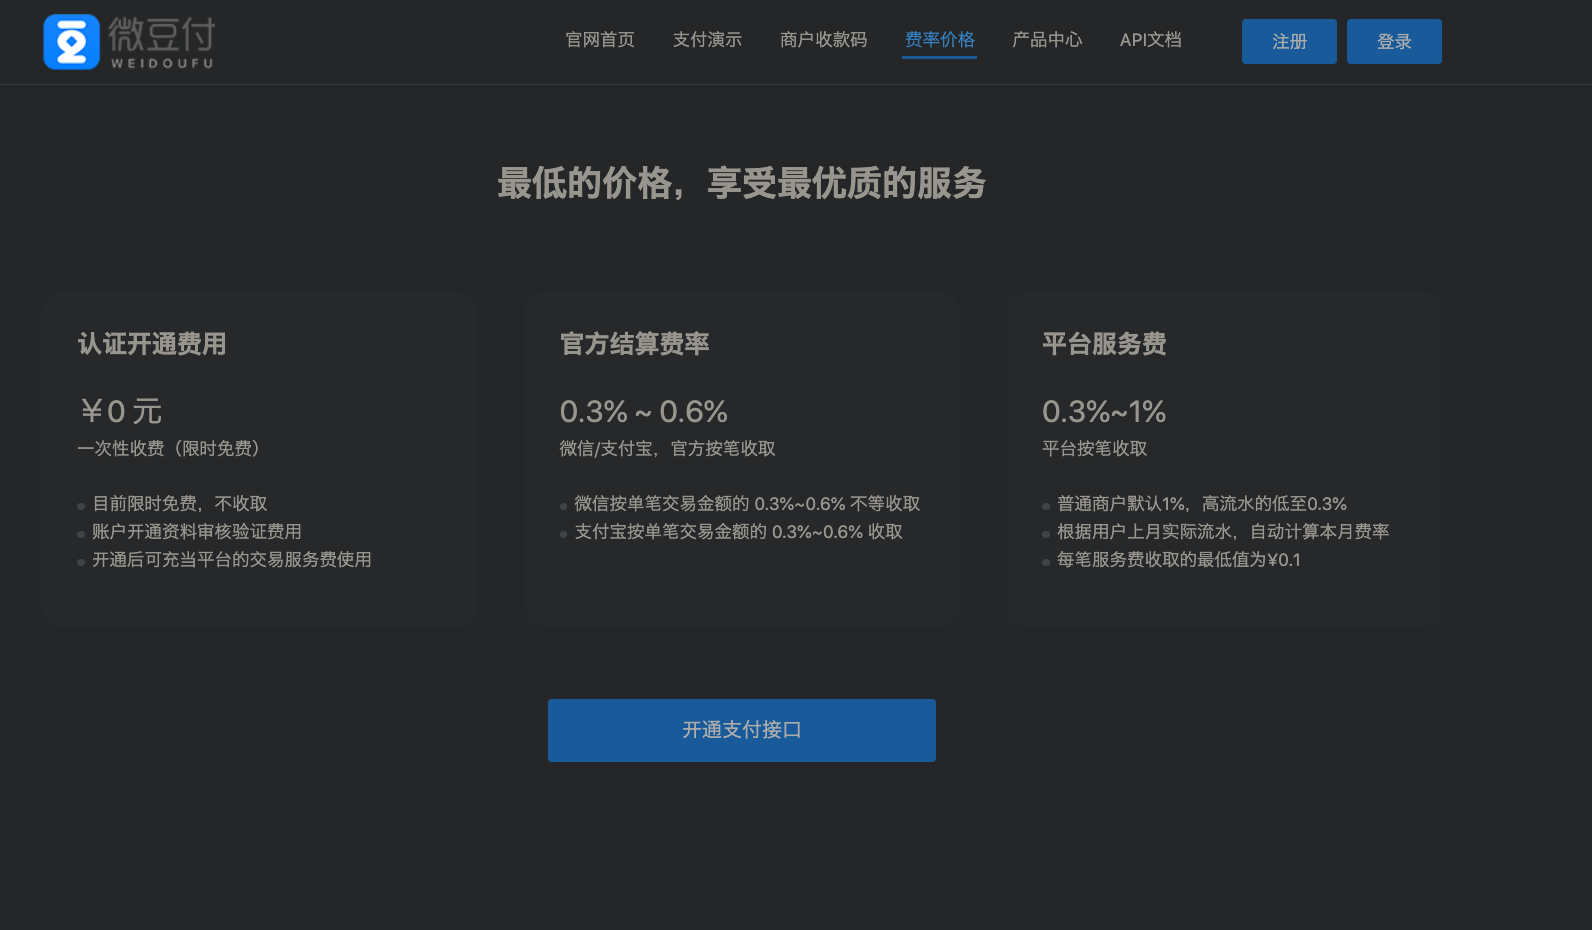 微豆付
WEIDOUFU
官网首页
支付演示
商户收款码
费率价格
产品中心
API文档
注册
登录
最低的价格，享受最优质的服务
认证开通费用
￥0 元
一次性收费（限时免费）
目前限时免费，不收取
账户开通资料审核验证费用
开通后可充当平台的交易服务费使用
官方结算费率
0.3% ~ 0.6%
微信/支付宝，官方按笔收取
微信按单笔交易金额的 0.3%~0.6% 不等收取
支付宝按单笔交易金额的 0.3%~0.6% 收取
平台服务费
0.3%~1%
平台按笔收取
普通商户默认1%，高流水的低至0.3%
根据用户上月实际流水，自动计算本月费率
每笔服务费收取的最低值为¥0.1
开通支付接口